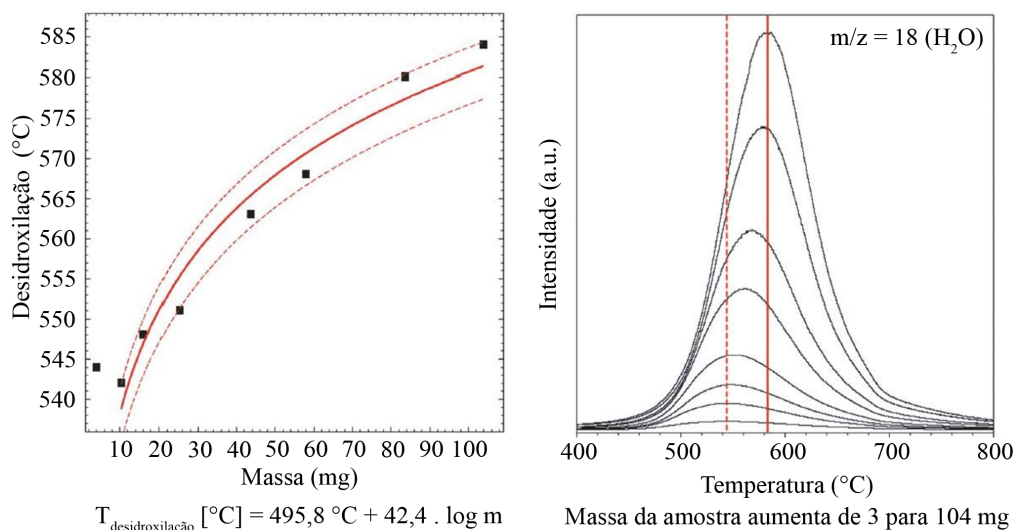 585
580
575
570
565
560
555
550
545
540
Desidroxilação (°C)
10 20 30 40 50 60 70 80 90 100
Massa (mg)
T desidroxilação [°C] = 495,8 °C + 42,4 . log m
m/z = 18 (H₂O)
Intensidade (a.u.)
400 500 600 700 800
Temperatura (°C)
Massa da amostra aumenta de 3 para 104 mg